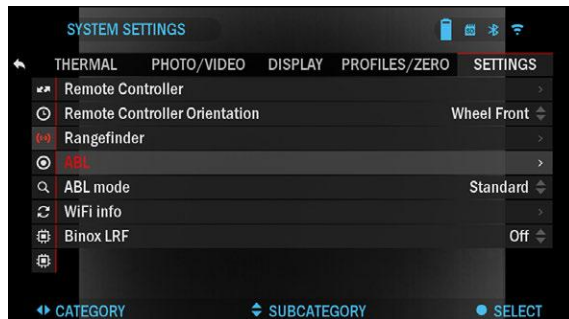 SYSTEM SETTINGS
THERMAL PHOTO/VIDEO DISPLAY PROFILES/ZERO SETTINGS
Remote Controller
Remote Controller Orientation Wheel Front
Rangefinder
ABL
ABL mode Standard
WiFi info
Binox LRF Off
CATEGORY SUBCATEGORY SELECT